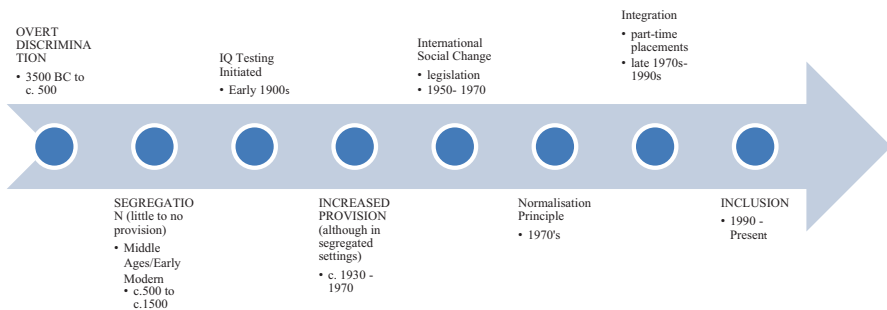 OVERT
DISCRIMINA
TION
• 3500 BC to
c. 500
SEGREGATIO
N (little to no
provision)
• Middle
Ages/Early
Modern
• c.500 to
c.1500
IQ Testing
Initiated
• Early 1900s
INCREASED
PROVISION
(although in
segregated
settings)
• c. 1930 -
1970
International
Social Change
• legislation
• 1950- 1970
Normalisation
Principle
• 1970's
Integration
• part-time
placements
• late 1970s-
1990s
INCLUSION
• 1990 -
Present